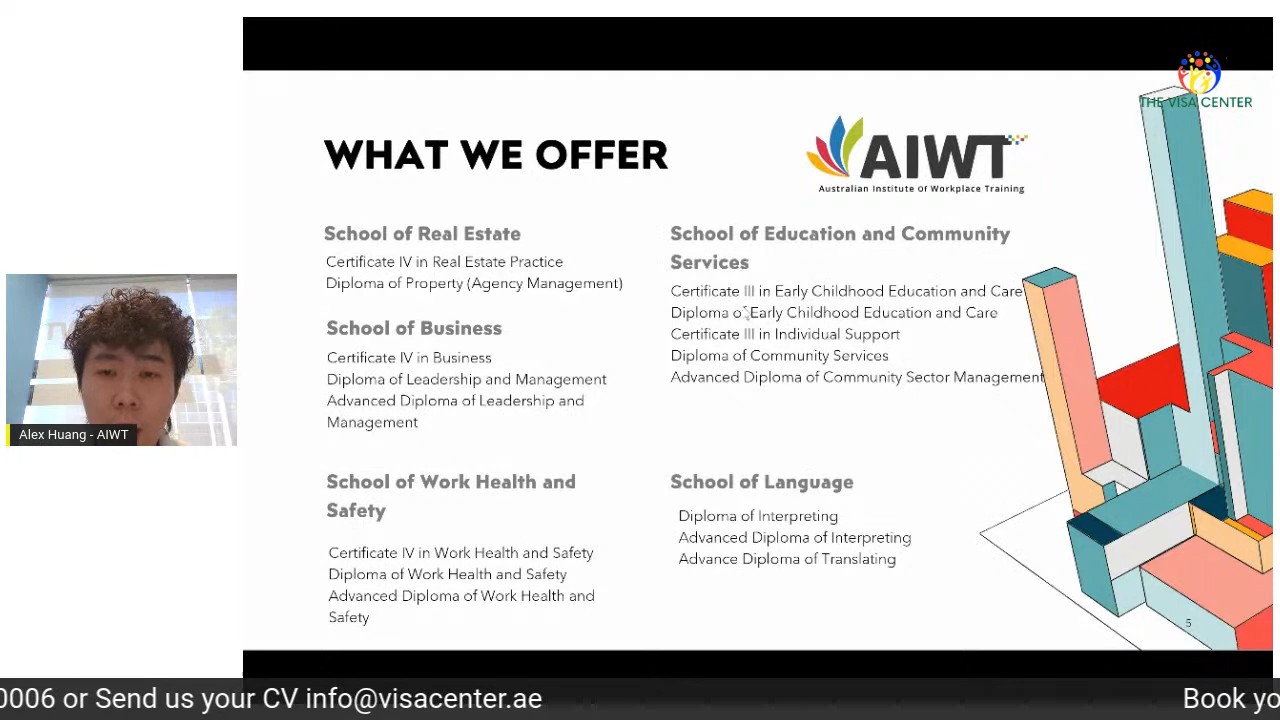 THE VISA CENTER
WHAT WE OFFER
AIWT
Australian Institute of Workplace Training
School of Real Estate
Certificate IV in Real Estate Practice
Diploma of Property (Agency Management)
School of Business
Certificate IV in Business
Diploma of Leadership and Management
Advanced Diploma of Leadership and
Management
School of Work Health and
Safety
Certificate IV in Work Health and Safety
Diploma of Work Health and Safety
Advanced Diploma of Work Health and
Safety
School of Education and Community
Services
Certificate III in Early Childhood Education and Care
Diploma of Early Childhood Education and Care
Certificate III in Individual Support
Diploma of Community Services
Advanced Diploma of Community Sector Management
School of Language
Diploma of Interpreting
Advanced Diploma of Interpreting
Advance Diploma of Translating
5
Alex Huang - AIWT
0006 or Send us your CV info@visacenter.ae
Book yo